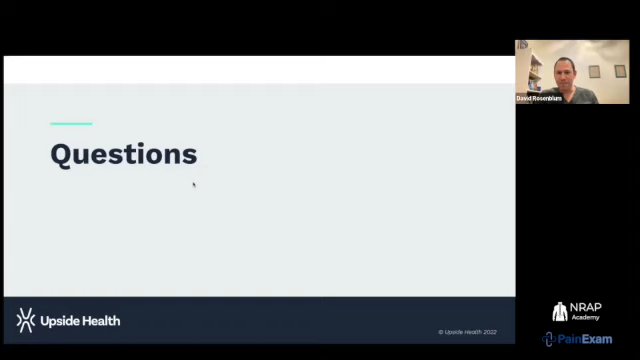 David Rosenblum
Questions
Upside Health
© Upside Health 2022
NRAP
Academy
PainExam